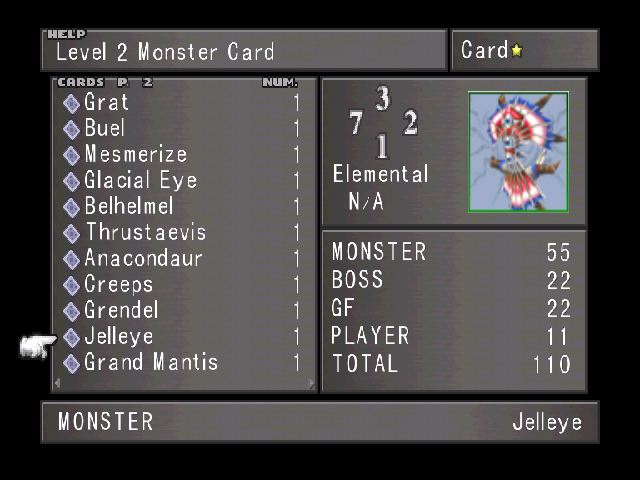 HELP
Level 2 Monster Card
Card★
CARDS P. 2 NUM.
Grat 1
Buel 1
Mesmerize 1
Glacial Eye 1
Belhelmel 1
Thrustaevis 1
Anacondaur 1
Creeps 1
Grendel 1
Jelleye 1
Grand Mantis 1
3
7 2
1
Elemental
N/A
MONSTER 55
BOSS 22
GF 22
PLAYER 11
TOTAL 110
MONSTER Jelleye